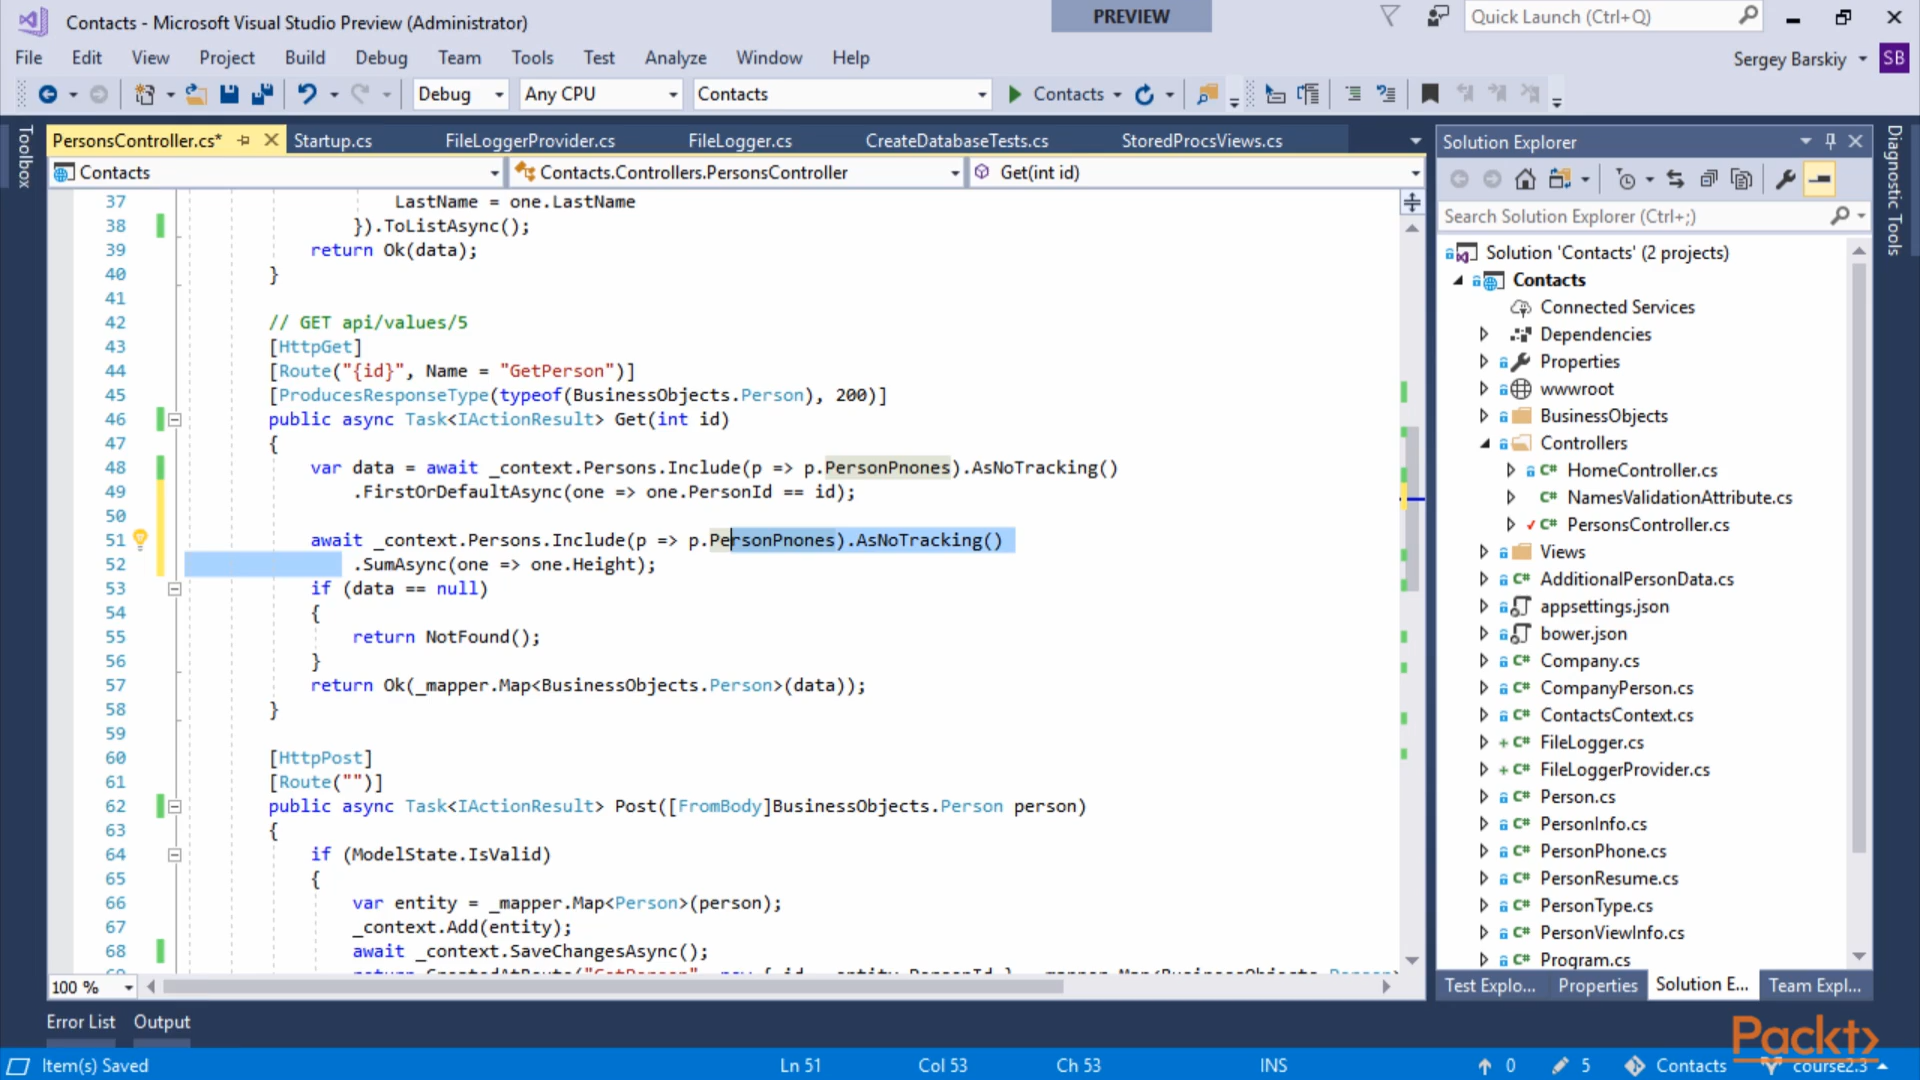 Contacts - Microsoft Visual Studio Preview (Administrator)
PREVIEW
Quick Launch (Ctrl+Q)
File Edit View Project Build Debug Team Tools Test Analyze Window Help
Sergey Barskiy SB
Debug Any CPU Contacts Contacts
Toolbox
PersonsController.cs* Startup.cs FileLoggerProvider.cs FileLogger.cs CreateDatabaseTests.cs StoredProcsViews.cs
Contacts Contacts.Controllers.PersonsController Get(int id)
37 LastName = one.LastName
38 }).ToListAsync();
39 return Ok(data);
40 }
41
42 // GET api/values/5
43 [HttpGet]
44 [Route("{id}", Name = "GetPerson")]
45 [ProducesResponseType(typeof(BusinessObjects.Person), 200)]
46 public async Task<IActionResult> Get(int id)
47 {
48 var data = await _context.Persons.Include(p => p.PersonPnones).AsNoTracking()
49 .FirstOrDefaultAsync(one => one.PersonId == id);
50
51 await _context.Persons.Include(p => p.PersonPnones).AsNoTracking()
52 .SumAsync(one => one.Height);
53 if (data == null)
54 {
55 return NotFound();
56 }
57 return Ok(_mapper.Map<BusinessObjects.Person>(data));
58 }
59
60 [HttpPost]
61 [Route("")]
62 public async Task<IActionResult> Post([FromBody]BusinessObjects.Person person)
63 {
64 if (ModelState.IsValid)
65 {
66 var entity = _mapper.Map<Person>(person);
67 _context.Add(entity);
68 await _context.SaveChangesAsync();
100 %
Solution Explorer
Search Solution Explorer (Ctrl+;)
Solution 'Contacts' (2 projects)
Contacts
Connected Services
Dependencies
Properties
wwwroot
BusinessObjects
Controllers
C# HomeController.cs
C# NamesValidationAttribute.cs
C# PersonsController.cs
Views
C# AdditionalPersonData.cs
appsettings.json
bower.json
C# Company.cs
C# CompanyPerson.cs
C# ContactsContext.cs
+ C# FileLogger.cs
+ C# FileLoggerProvider.cs
C# Person.cs
C# PersonInfo.cs
C# PersonPhone.cs
C# PersonResume.cs
C# PersonType.cs
C# PersonViewInfo.cs
C# Program.cs
Test Explo... Properties Solution E... Team Expl...
Diagnostic Tools
Error List Output
Packt>
Item(s) Saved Ln 51 Col 53 Ch 53 INS 0 5 Contacts course2.3